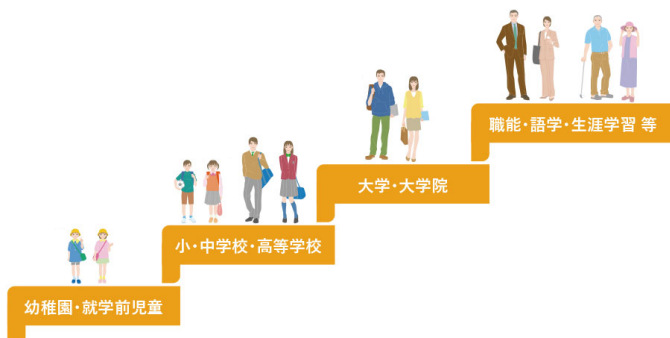 職能・語学・生涯学習 等
大学・大学院
小・中学校・高等学校
幼稚園・就学前児童